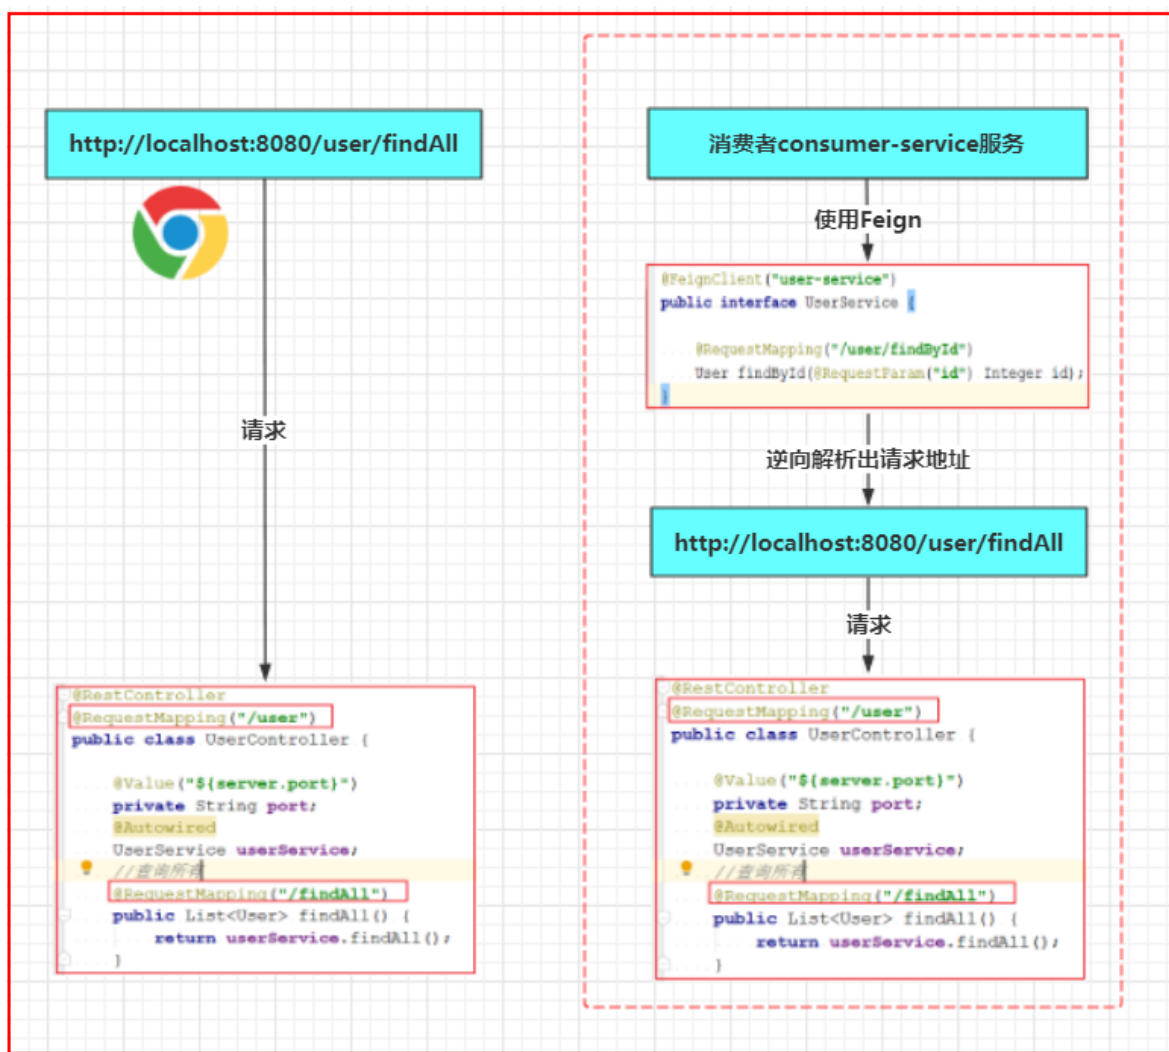 http://localhost:8080/user/findAll
请求
@RestController
@RequestMapping("/user")
public class UserController {
@Value("${server.port}")
private String port;
@Autowired
UserService userService;
//查询所有
@RequestMapping("/findAll")
public List<User> findAll() {
return userService.findAll();
}
消费者consumer-service服务
使用Feign
@FeignClient("user-service")
public interface UserService {
@RequestMapping("/user/findById")
User findById(@RequestParam("id") Integer id);
}
逆向解析出请求地址
http://localhost:8080/user/findAll
请求
@RestController
@RequestMapping("/user")
public class UserController {
@Value("${server.port}")
private String port;
@Autowired
UserService userService;
//查询所有
@RequestMapping("/findAll")
public List<User> findAll() {
return userService.findAll();
}